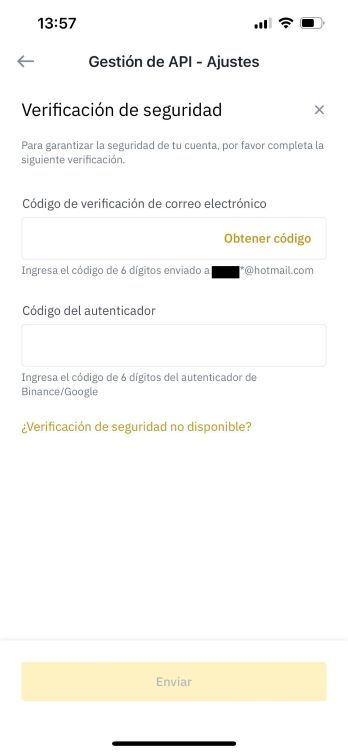 13:57
Gestión de API - Ajustes
Verificación de seguridad
Para garantizar la seguridad de tu cuenta, por favor completa la
siguiente verificación.
Código de verificación de correo electrónico
Obtener código
Ingresa el código de 6 dígitos enviado a *@hotmail.com
Código del autenticador
Ingresa el código de 6 dígitos del autenticador de
Binance/Google
¿Verificación de seguridad no disponible?
Enviar